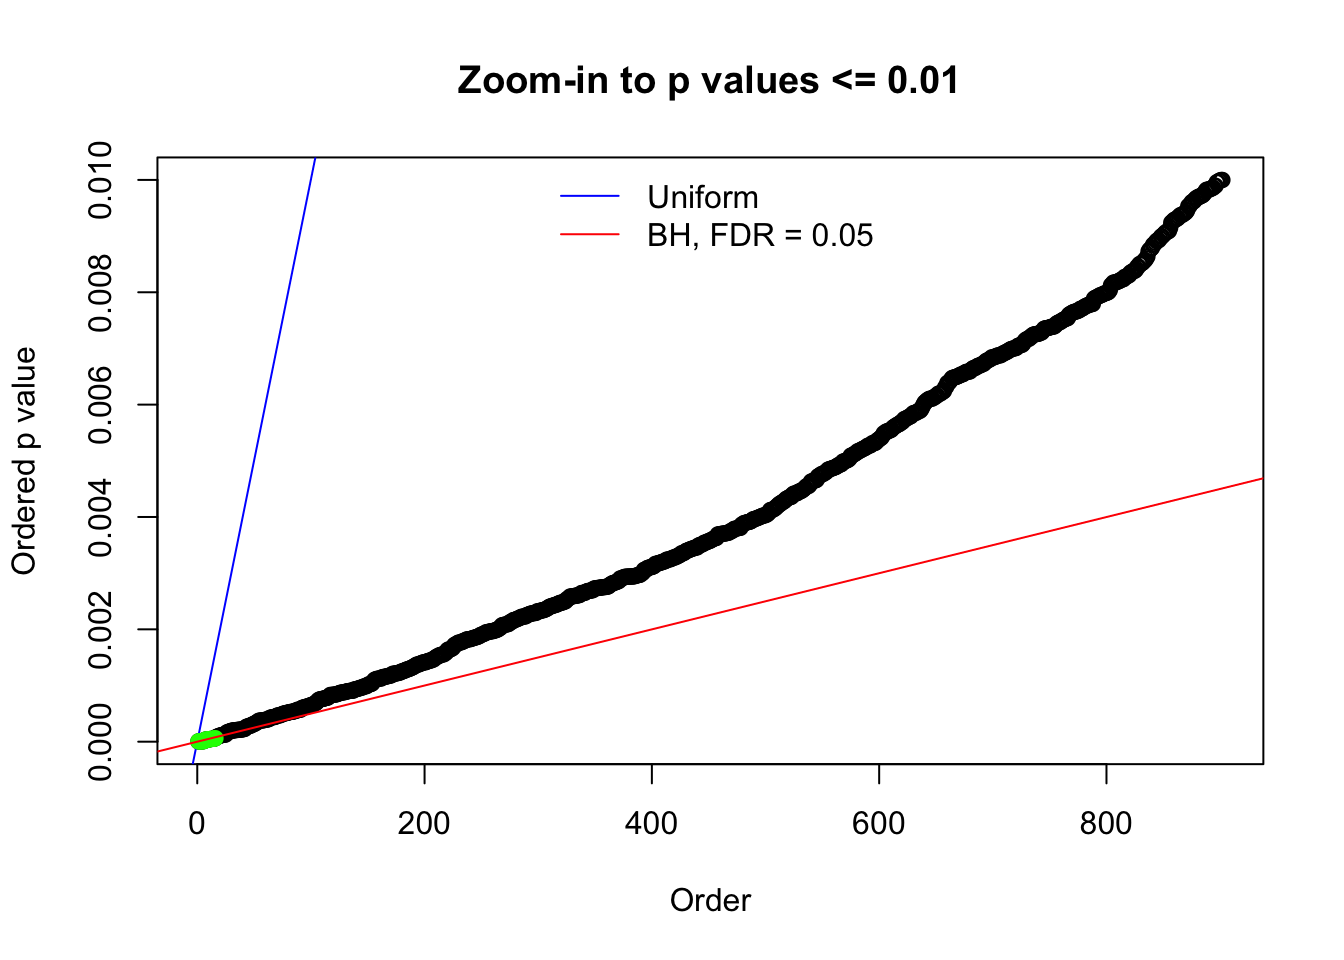 Zoom-in to p values <= 0.01
Uniform
BH, FDR = 0.05
Ordered p value
0.010
0.008
0.006
0.004
0.002
0.000
0 200 400 600 800
Order